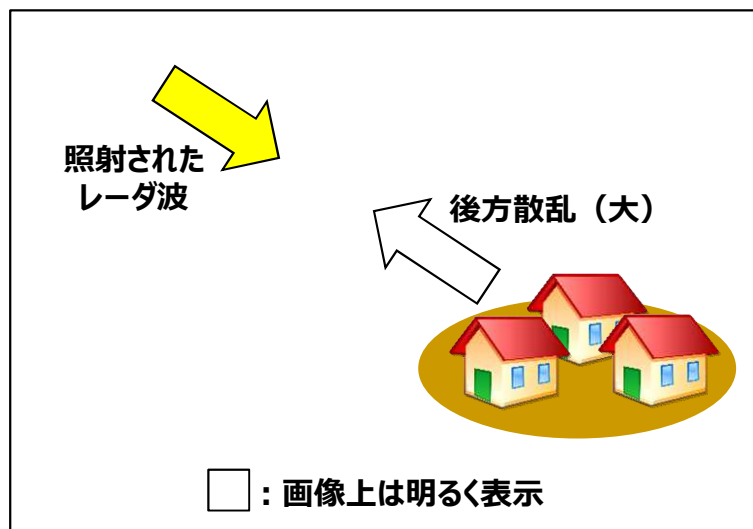 照射された
レーダ波
後方散乱（大）
：画像上は明るく表示